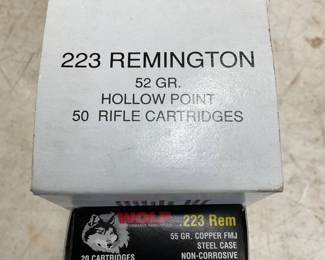 223 REMINGTON
52 GR.
HOLLOW POINT
50 RIFLE CARTRIDGES
WOLF
.223 Rem
55 GR. COPPER FMJ
STEEL CASE
20 CARTRIDGES
NON-CORROSIVE